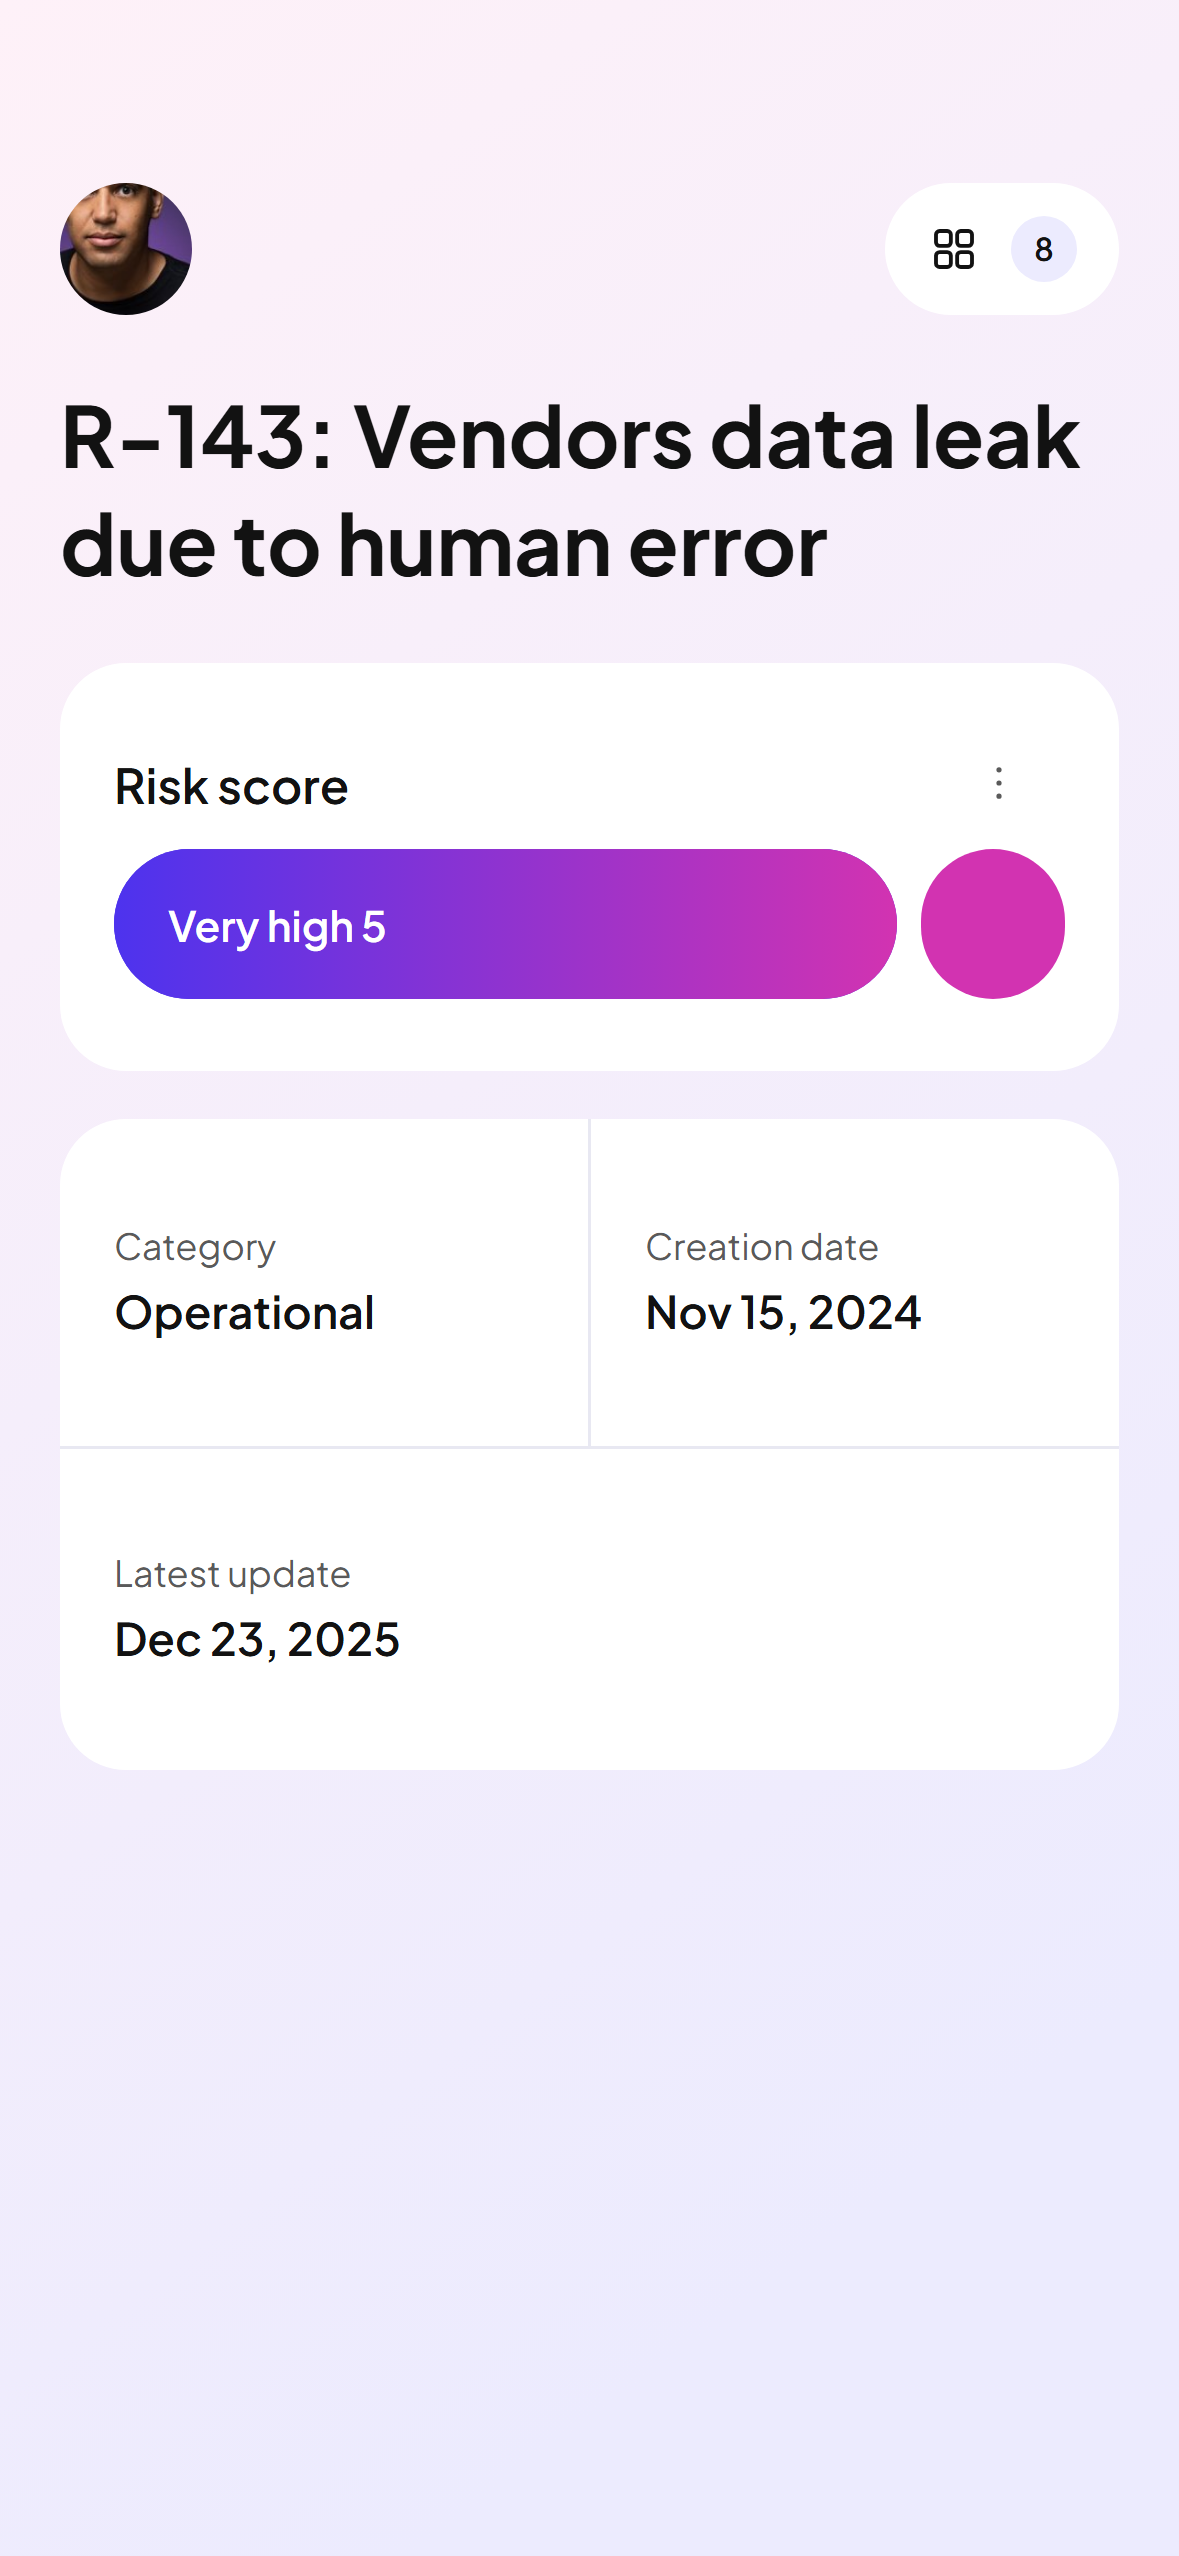 8
R-143: Vendors data leak
due to human error
Risk score
Very high 5
Category
Operational
Creation date
Nov 15, 2024
Latest update
Dec 23, 2025